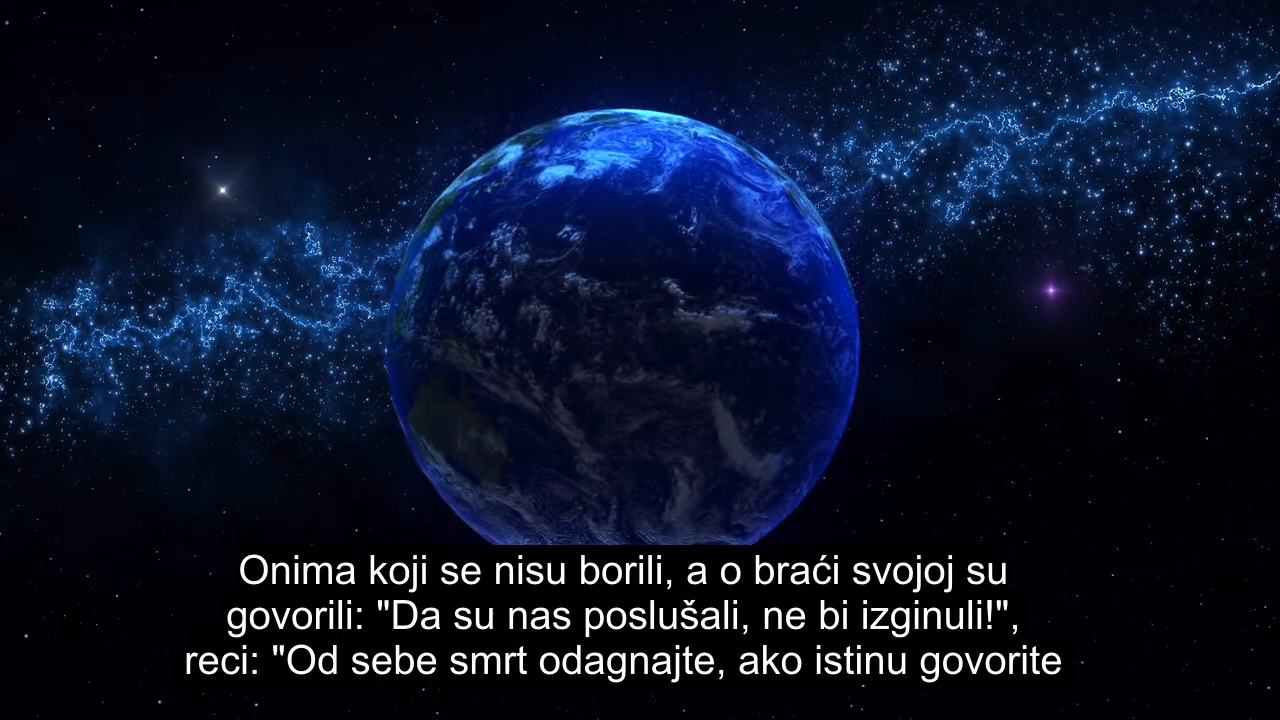 Onima koji se nisu borili, a o braći svojoj su
govorili: "Da su nas poslušali, ne bi izginuli!",
reci: "Od sebe smrt odagnajte, ako istinu govorite